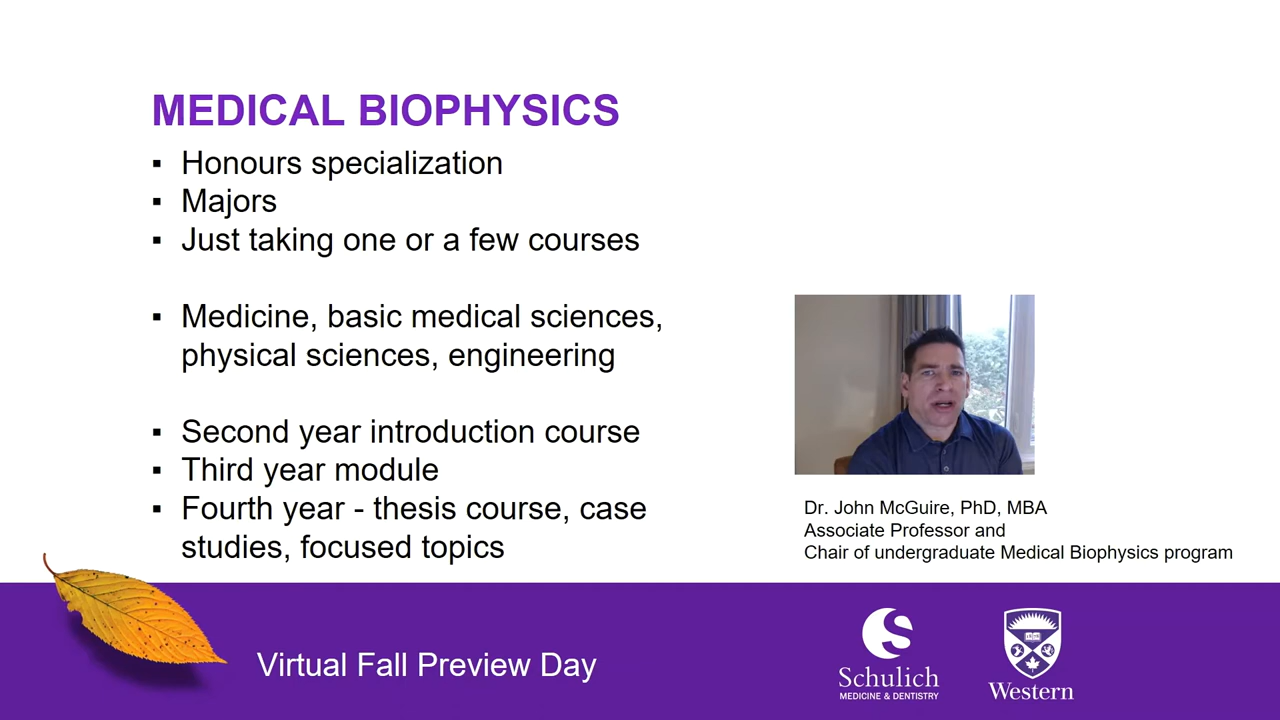 MEDICAL BIOPHYSICS
▪ Honours specialization
▪ Majors
▪ Just taking one or a few courses
▪ Medicine, basic medical sciences,
physical sciences, engineering
▪ Second year introduction course
▪ Third year module
▪ Fourth year - thesis course, case
studies, focused topics
Dr. John McGuire, PhD, MBA
Associate Professor and
Chair of undergraduate Medical Biophysics program
Virtual Fall Preview Day
Schulich
MEDICINE & DENTISTRY
Western